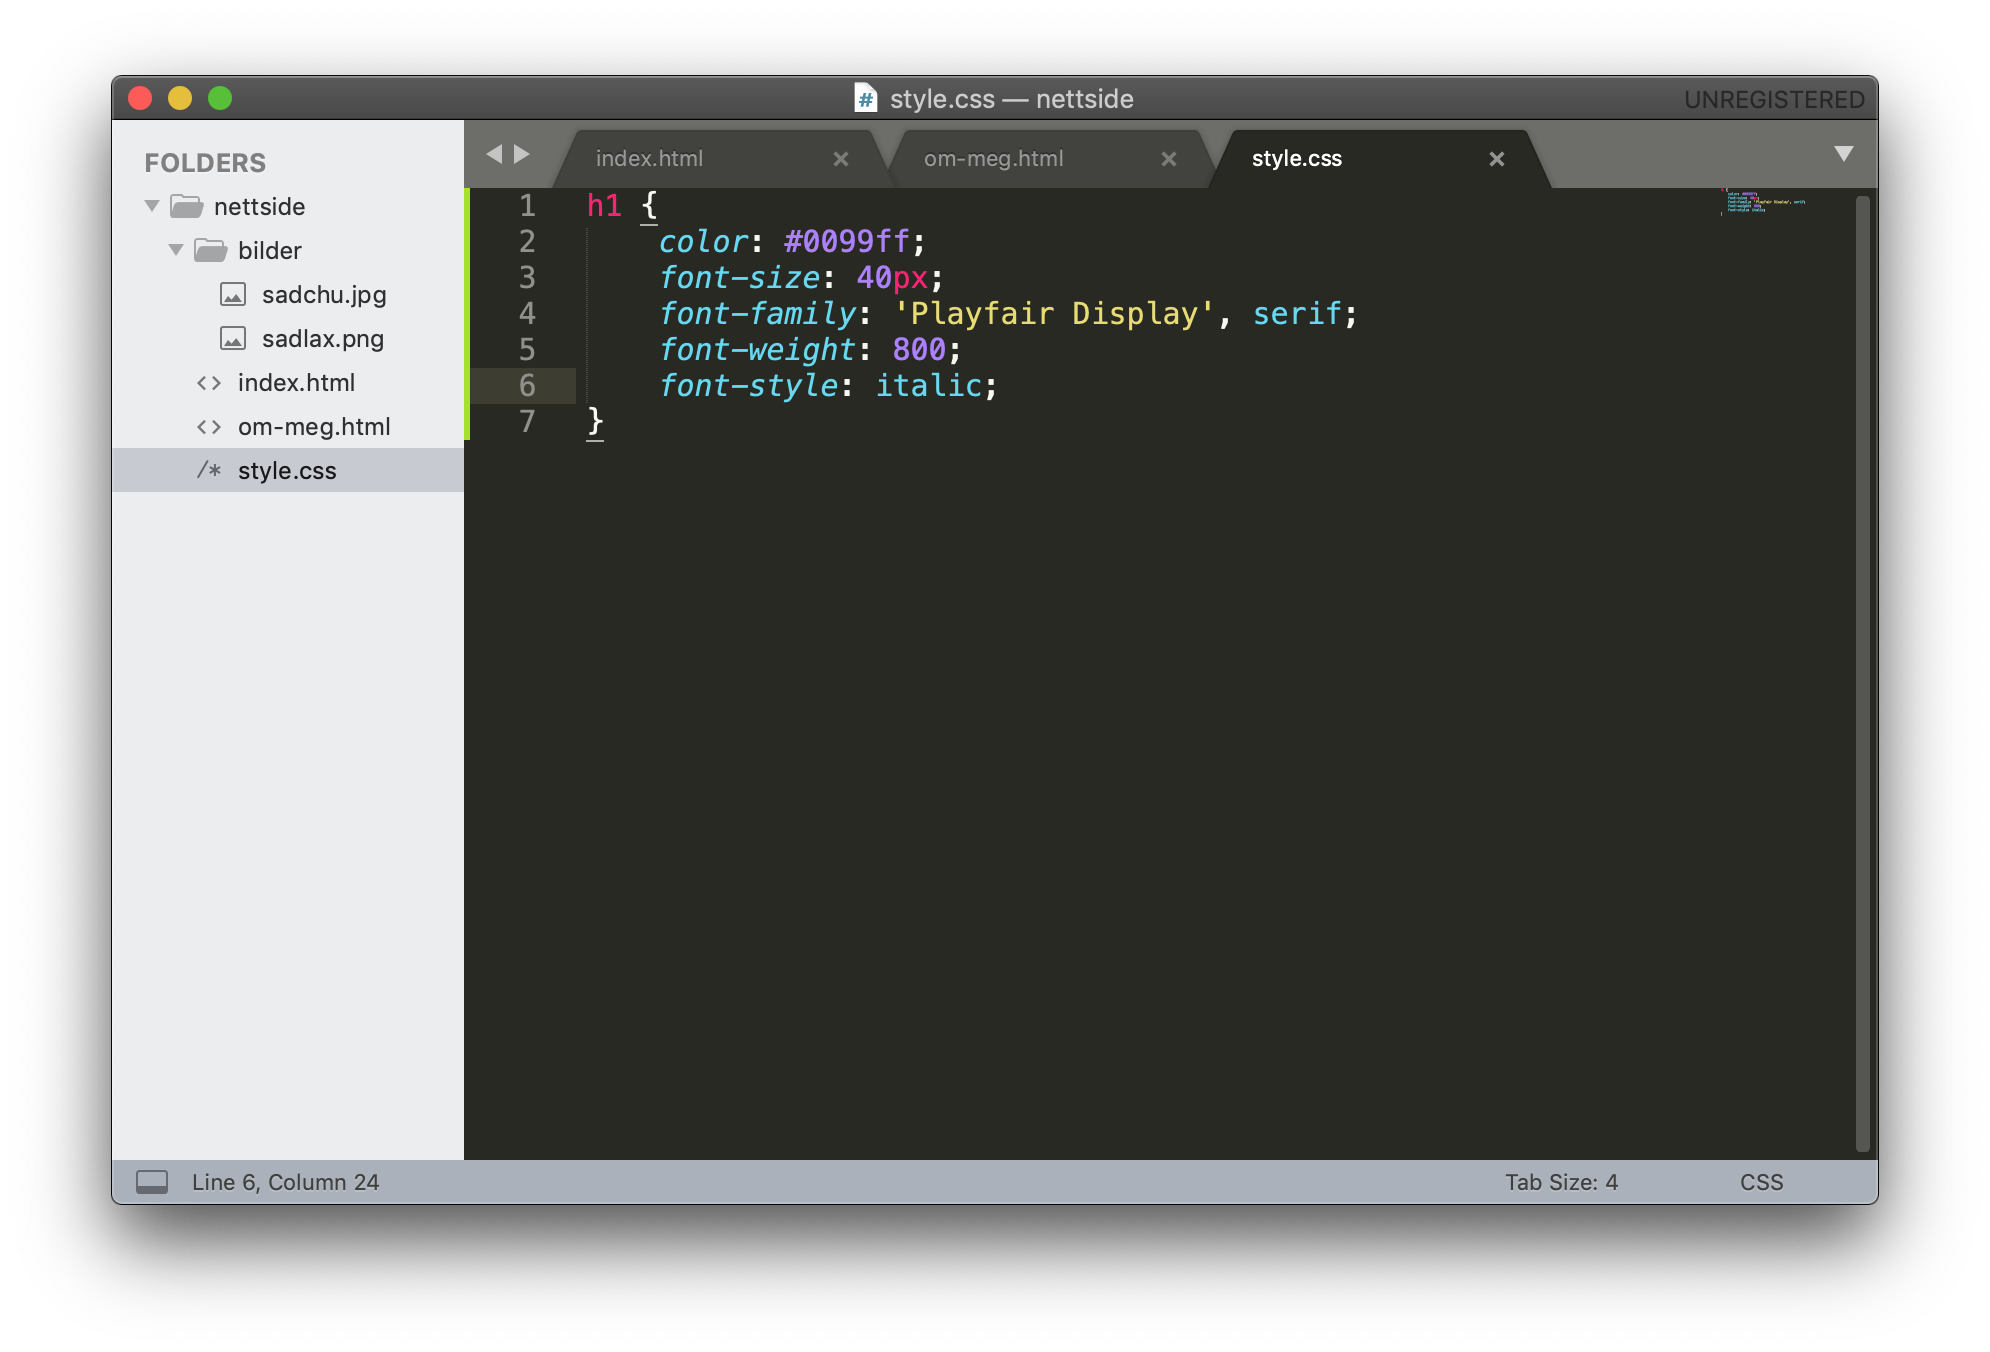 style.css — nettside
UNREGISTERED
FOLDERS
nettside
bilder
sadchu.jpg
sadlax.png
index.html
om-meg.html
style.css
index.html
om-meg.html
style.css
1 h1 {
2 color: #0099ff;
3 font-size: 40px;
4 font-family: 'Playfair Display', serif;
5 font-weight: 800;
6 font-style: italic;
7 }
Line 6, Column 24
Tab Size: 4
CSS